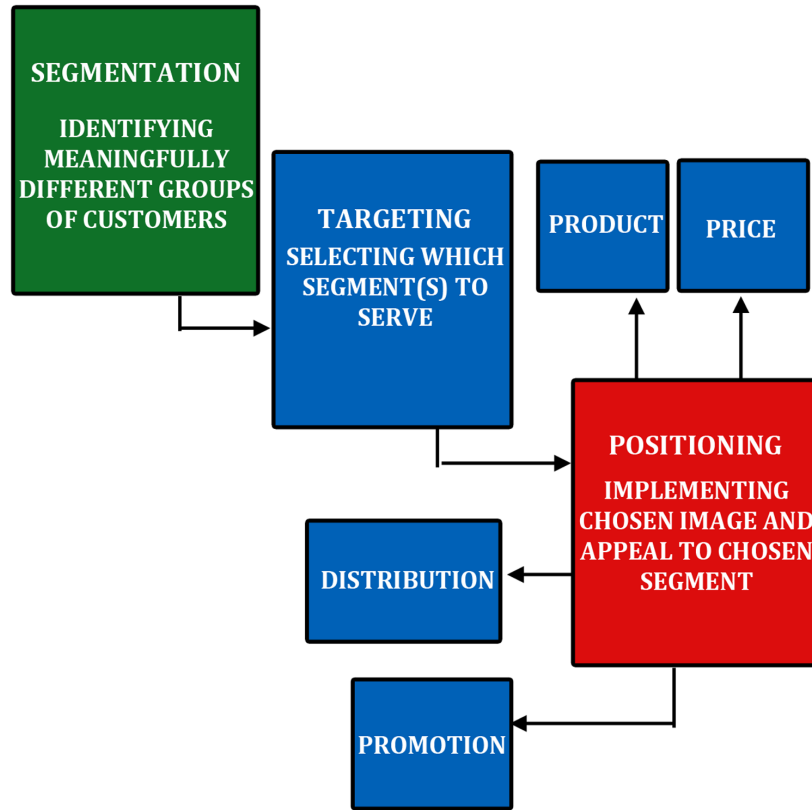 SEGMENTATION
IDENTIFYING
MEANINGFULLY
DIFFERENT GROUPS
OF CUSTOMERS
TARGETING
SELECTING WHICH
SEGMENT(S) TO
SERVE
PRODUCT
PRICE
POSITIONING
IMPLEMENTING
CHOSEN IMAGE AND
APPEAL TO CHOSEN
SEGMENT
DISTRIBUTION
PROMOTION